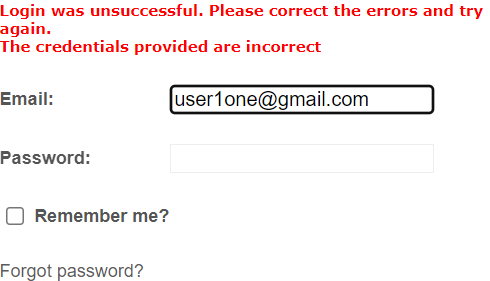 Login was unsuccessful. Please correct the errors and try
again.
The credentials provided are incorrect
Email:
user1one@gmail.com
Password:
Remember me?
Forgot password?